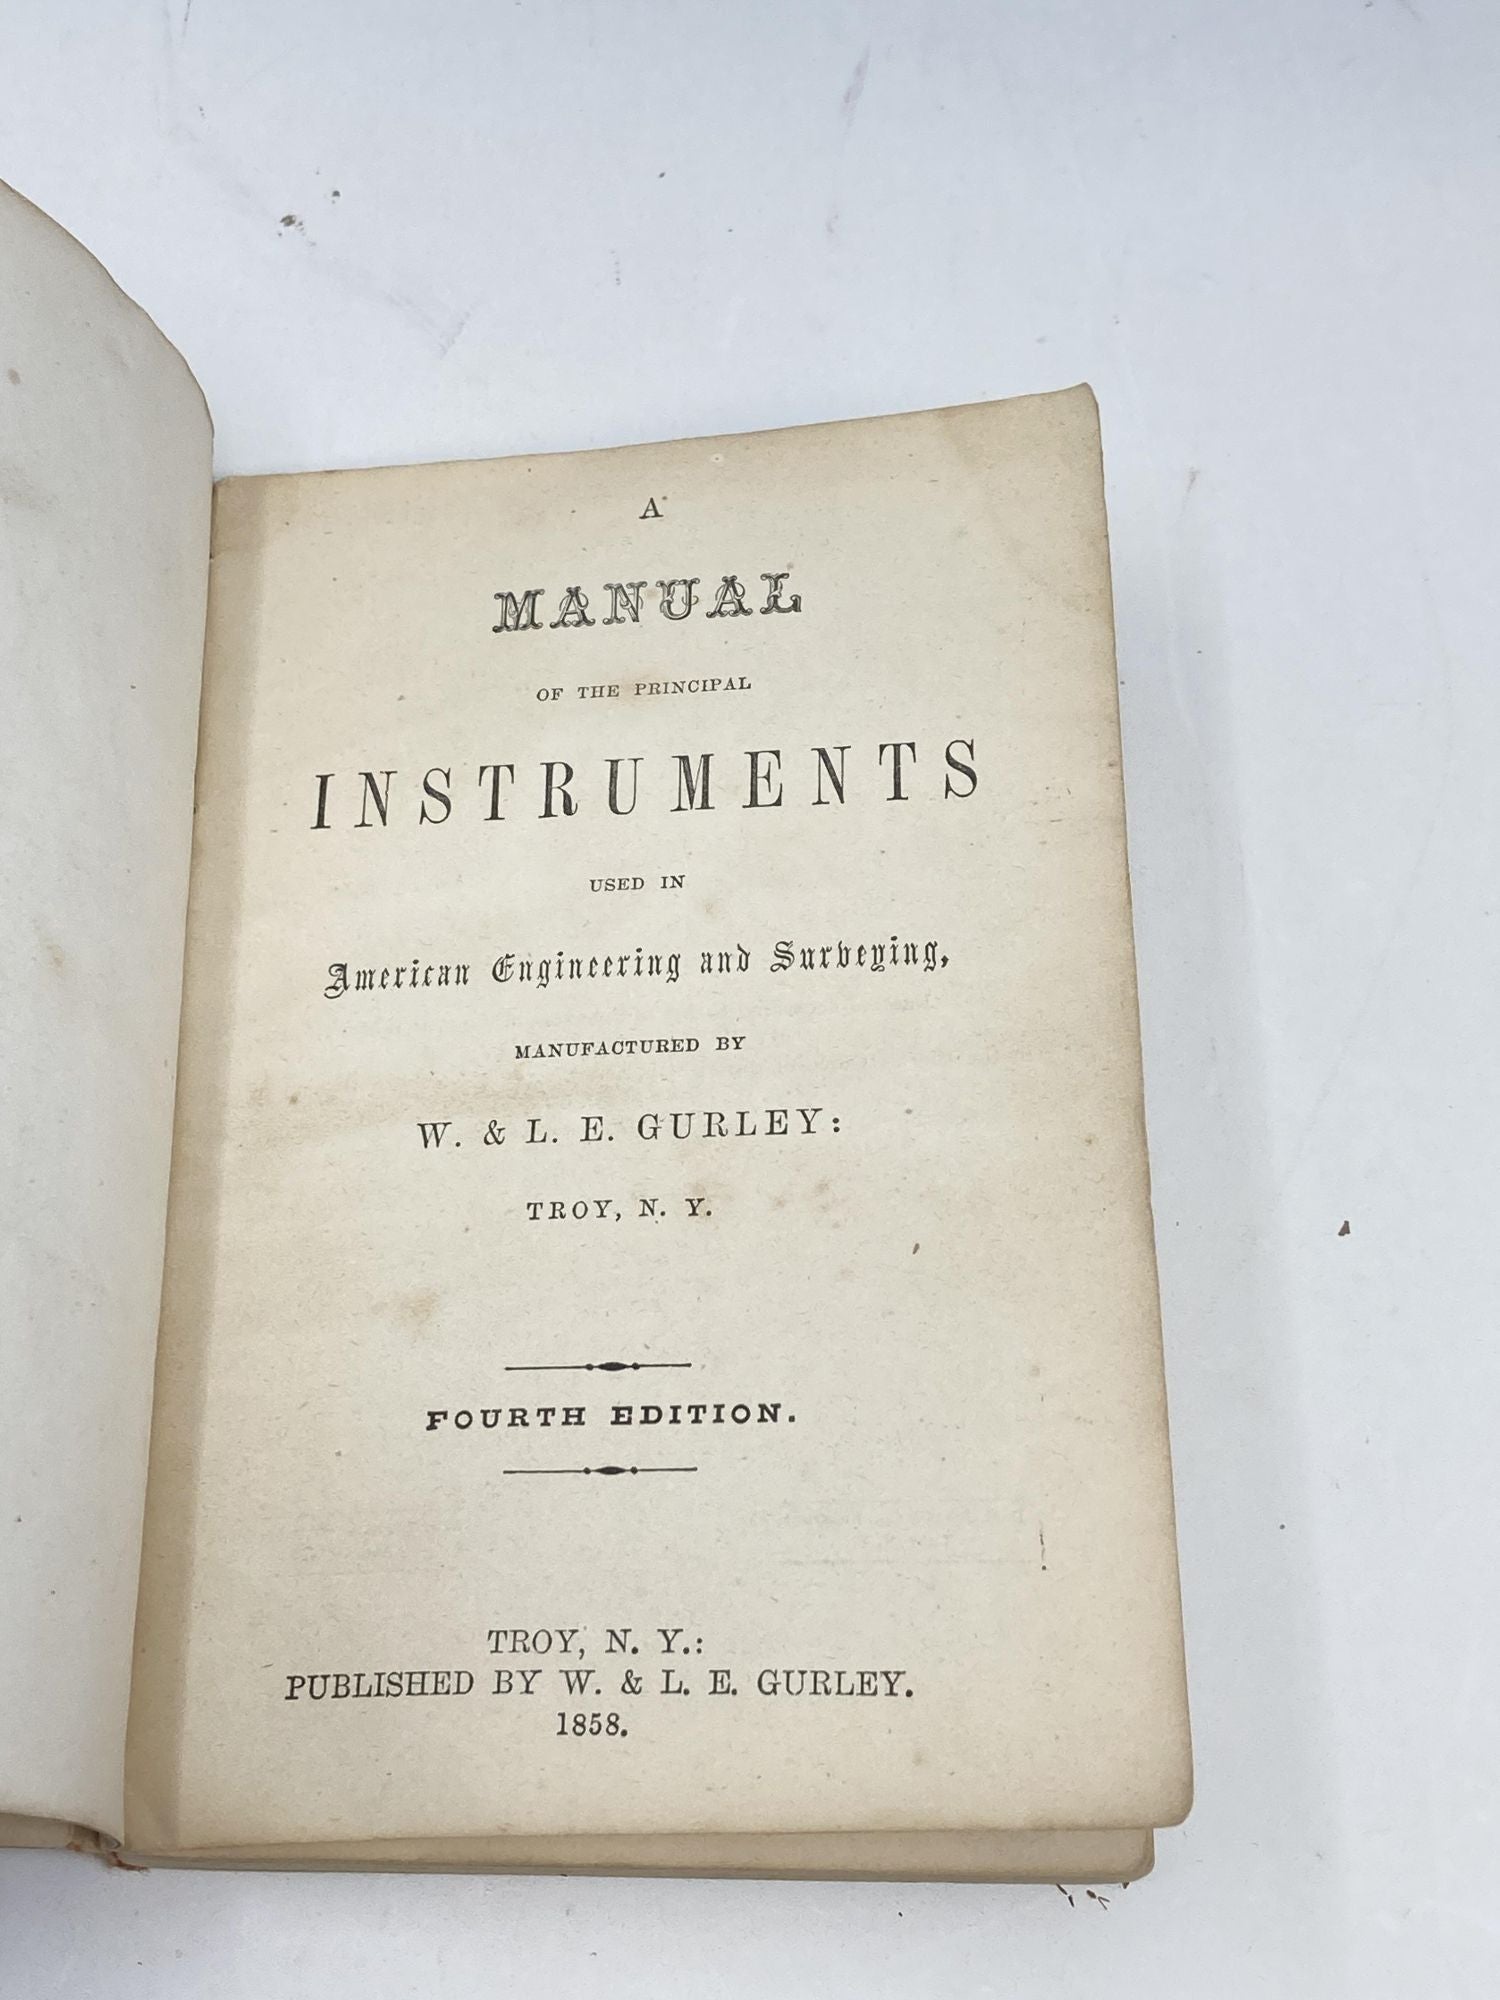 A
MANUAL
OF THE PRINCIPAL
INSTRUMENTS
USED IN
American Engineering and Surveying,
MANUFACTURED BY
W. & L. E. GURLEY:
TROY, N. Y.
FOURTH EDITION.
TROY, N. Y.:
PUBLISHED BY W. & L. E. GURLEY.
1858.